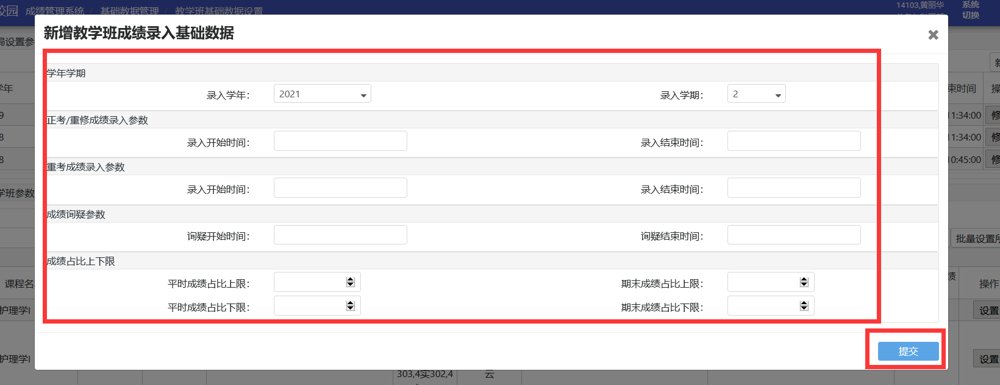 校园 成绩管理系统 / 基础数据管理 / 教学班基础数据设置
14103,黄丽华
系统
切换
新增教学班成绩录入基础数据
局设置参
新
学年
束时间
操
学年学期
录入学年：
2021
录入学期：
2
9
11:34:00
修
正考/重修成绩录入参数
8
11:34:00
修
录入开始时间：
录入结束时间：
8
10:45:00
修
重考成绩录入参数
学班参数
录入开始时间：
录入结束时间：
成绩询疑参数
询疑开始时间：
询疑结束时间：
批量设置所
成绩占比上下限
课程名
绩
操作
平时成绩占比上限：
期末成绩占比上限：
护理学I
设置
平时成绩占比下限：
期末成绩占比下限：
提交
护理学I
设置
303,4实302,4
云